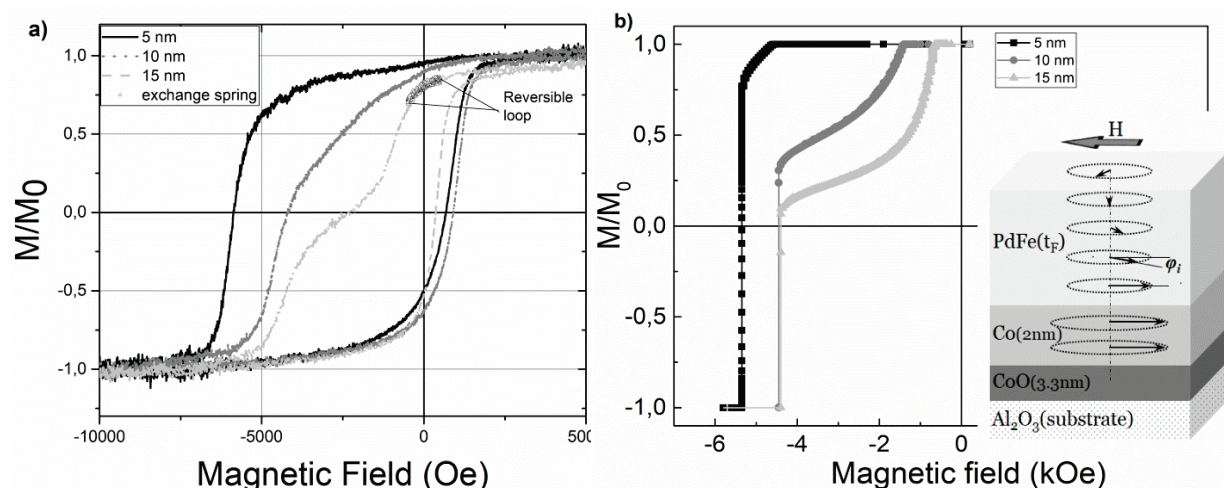 a)
5 nm
10 nm
15 nm
exchange spring
Reversible
loop
1,0
0,5
0,0
-0,5
-1,0
M/M0
-10000
-5000
0
500
Magnetic Field (Oe)
b)
5 nm
10 nm
15 nm
1,0
0,5
0,0
-0,5
-1,0
M/M0
-6
-4
-2
0
Magnetic field (kOe)
H
PdFe(tF)
φi
Co(2nm)
CoO(3.3nm)
Al2O3(substrate)